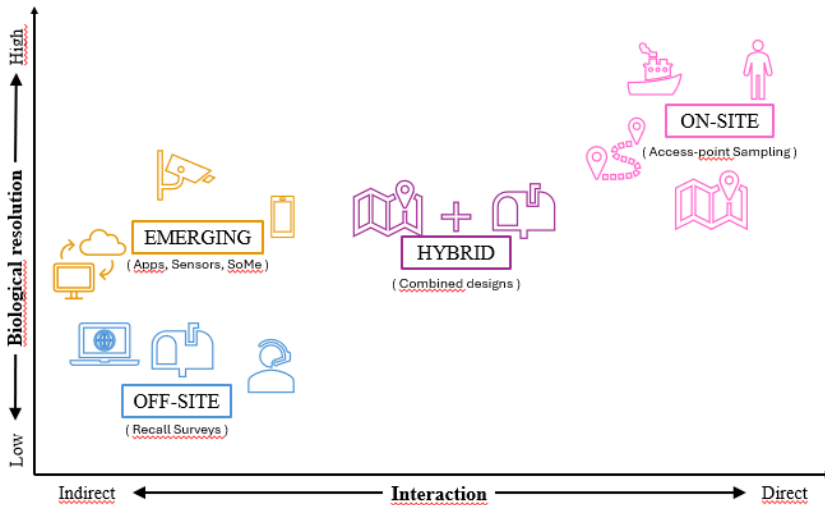 High
Biological resolution
Low
ON-SITE
( Access-point Sampling )
EMERGING
( Apps, Sensors, SoMe )
HYBRID
( Combined designs )
OFF-SITE
( Recall Surveys )
Indirect
Interaction
Direct